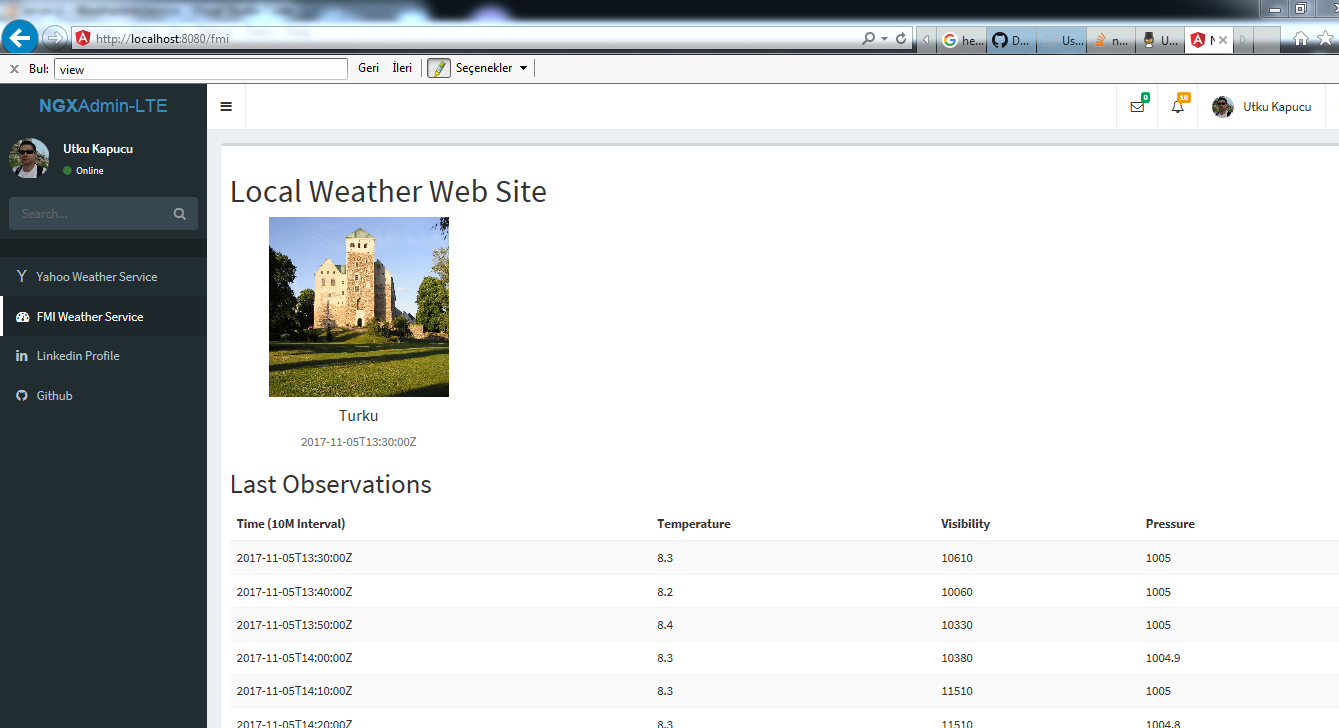 http://localhost:8080/fmi
he...
D...
Us...
n...
U...
Bul: view Geri İleri Seçenekler
NGXAdmin-LTE
0
10
Utku Kapucu
Utku Kapucu
Online
Search...
Yahoo Weather Service
FMI Weather Service
Linkedin Profile
Github
Local Weather Web Site
Turku
2017-11-05T13:30:00Z
Last Observations
Time (10M Interval) Temperature Visibility Pressure
2017-11-05T13:30:00Z 8.3 10610 1005
2017-11-05T13:40:00Z 8.2 10060 1005
2017-11-05T13:50:00Z 8.4 10330 1005
2017-11-05T14:00:00Z 8.3 10380 1004.9
2017-11-05T14:10:00Z 8.3 11510 1005
2017-11-05T14:20:00Z 8.3 11510 1004.8